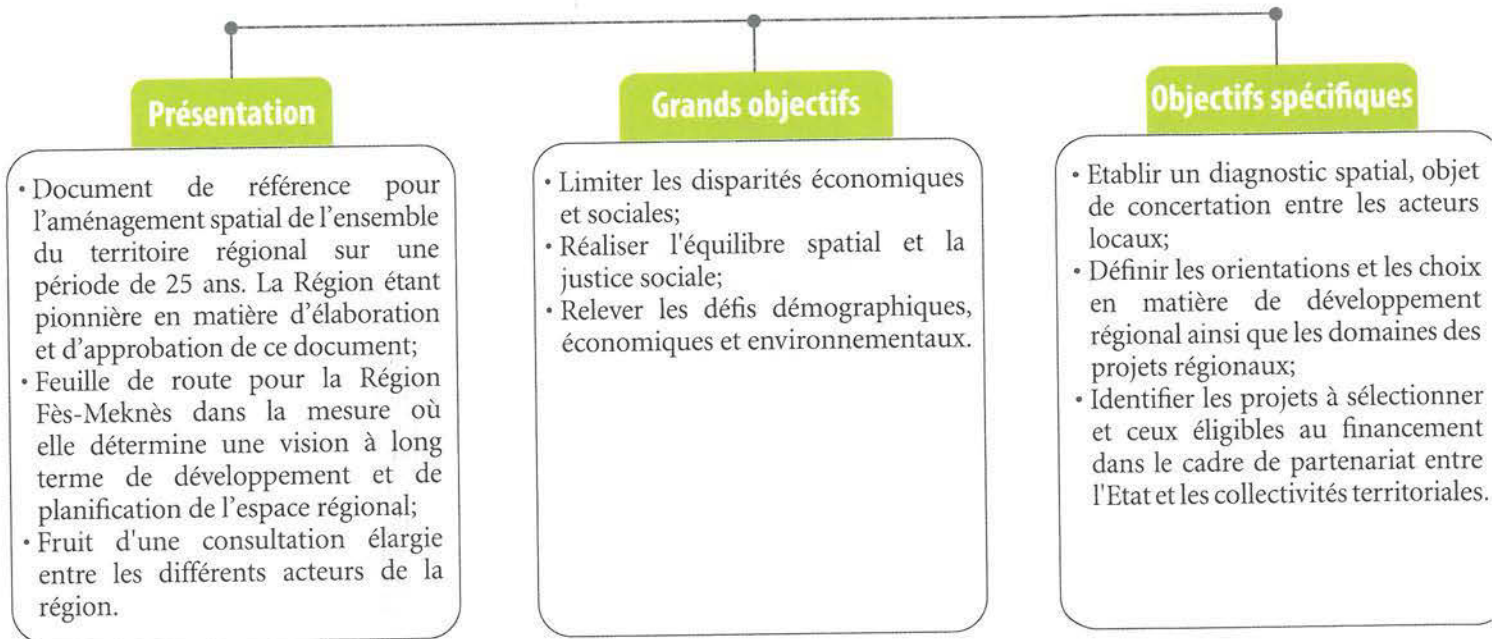 Présentation
• Document de référence pour
l'aménagement spatial de l'ensemble
du territoire régional sur une
période de 25 ans. La Région étant
pionnière en matière d'élaboration
et d'approbation de ce document;
• Feuille de route pour la Région
Fès-Meknès dans la mesure où
elle détermine une vision à long
terme de développement et de
planification de l'espace régional;
• Fruit d'une consultation élargie
entre les différents acteurs de la
région.
Grands objectifs
• Limiter les disparités économiques
et sociales;
• Réaliser l'équilibre spatial et la
justice sociale;
• Relever les défis démographiques,
économiques et environnementaux.
Objectifs spécifiques
• Etablir un diagnostic spatial, objet
de concertation entre les acteurs
locaux;
• Définir les orientations et les choix
en matière de développement
régional ainsi que les domaines des
projets régionaux;
• Identifier les projets à sélectionner
et ceux éligibles au financement
dans le cadre de partenariat entre
l'Etat et les collectivités territoriales.